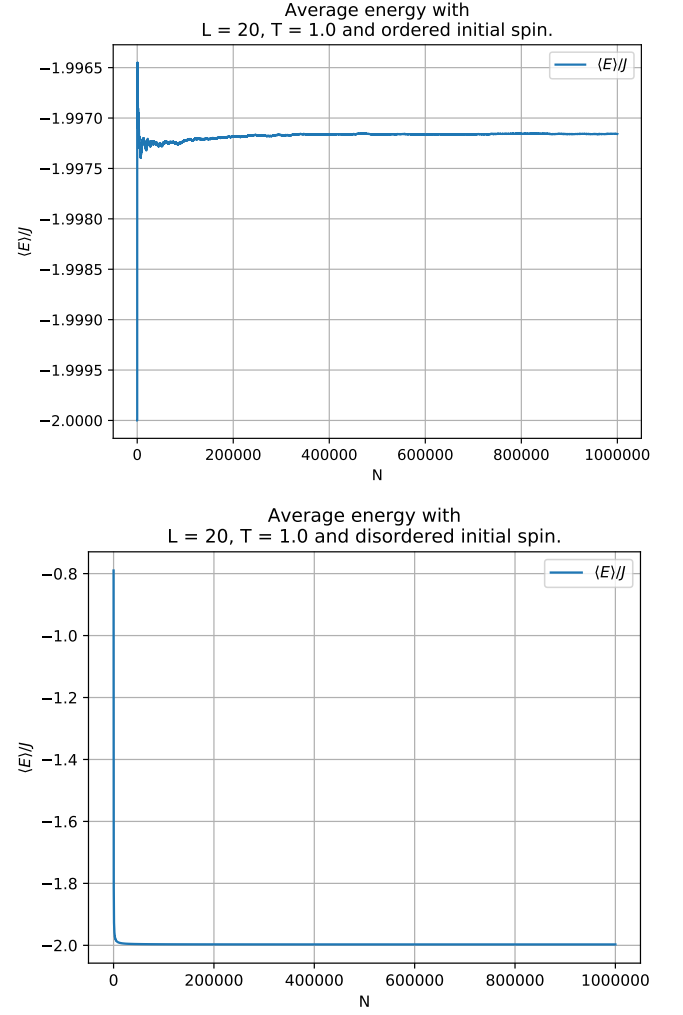 Average energy with
L = 20, T = 1.0 and ordered initial spin.
⟨E⟩/J
−1.9965
−1.9970
−1.9975
−1.9980
−1.9985
−1.9990
−1.9995
−2.0000
⟨E⟩/J
0 200000 400000 600000 800000 1000000
N
Average energy with
L = 20, T = 1.0 and disordered initial spin.
⟨E⟩/J
−0.8
−1.0
−1.2
−1.4
−1.6
−1.8
−2.0
⟨E⟩/J
0 200000 400000 600000 800000 1000000
N